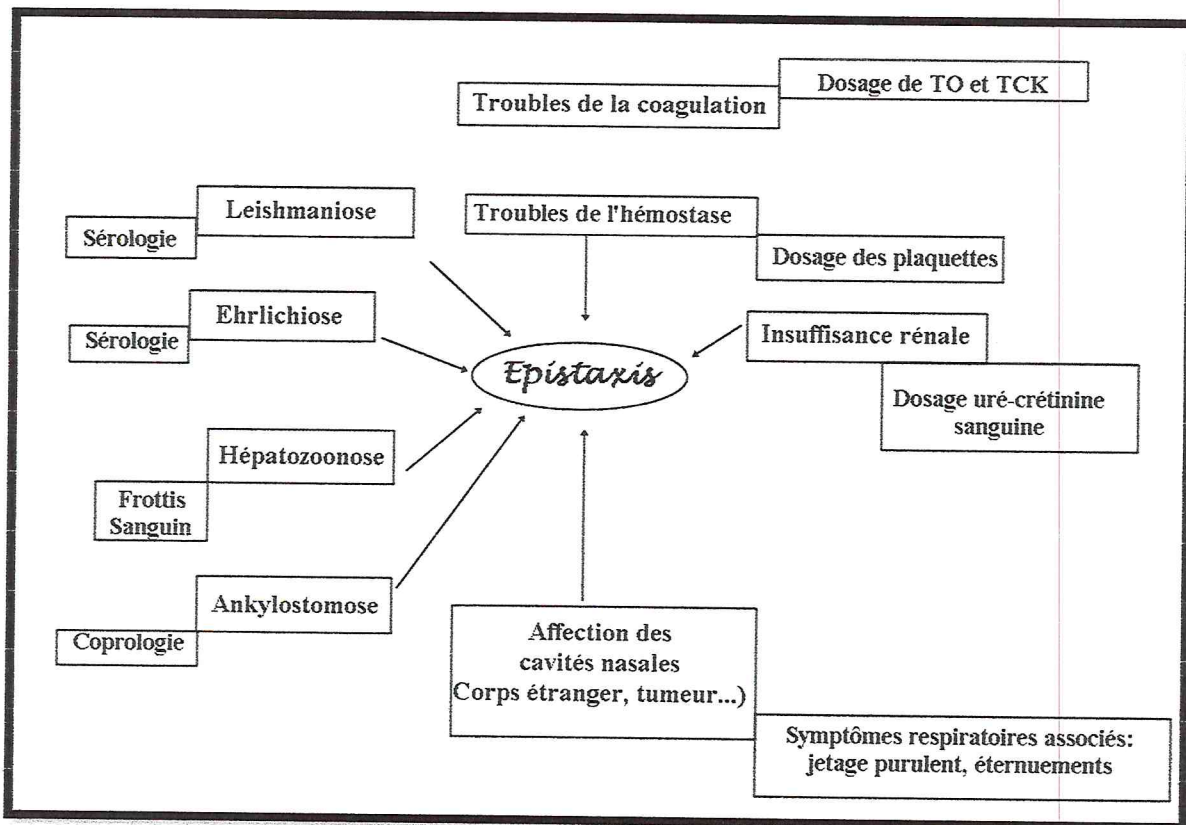 Dosage de TO et TCK
Troubles de la coagulation
Leishmaniose
Sérologie
Troubles de l'hémostase
Dosage des plaquettes
Ehrlichiose
Sérologie
Insuffisance rénale
Dosage uré-crétinine
sanguine
Epistaxis
Hépatozoonose
Frottis
Sanguin
Ankylostomose
Coprologie
Affection des
cavités nasales
Corps étranger, tumeur...)
Symptômes respiratoires associés:
jetage purulent, éternuements